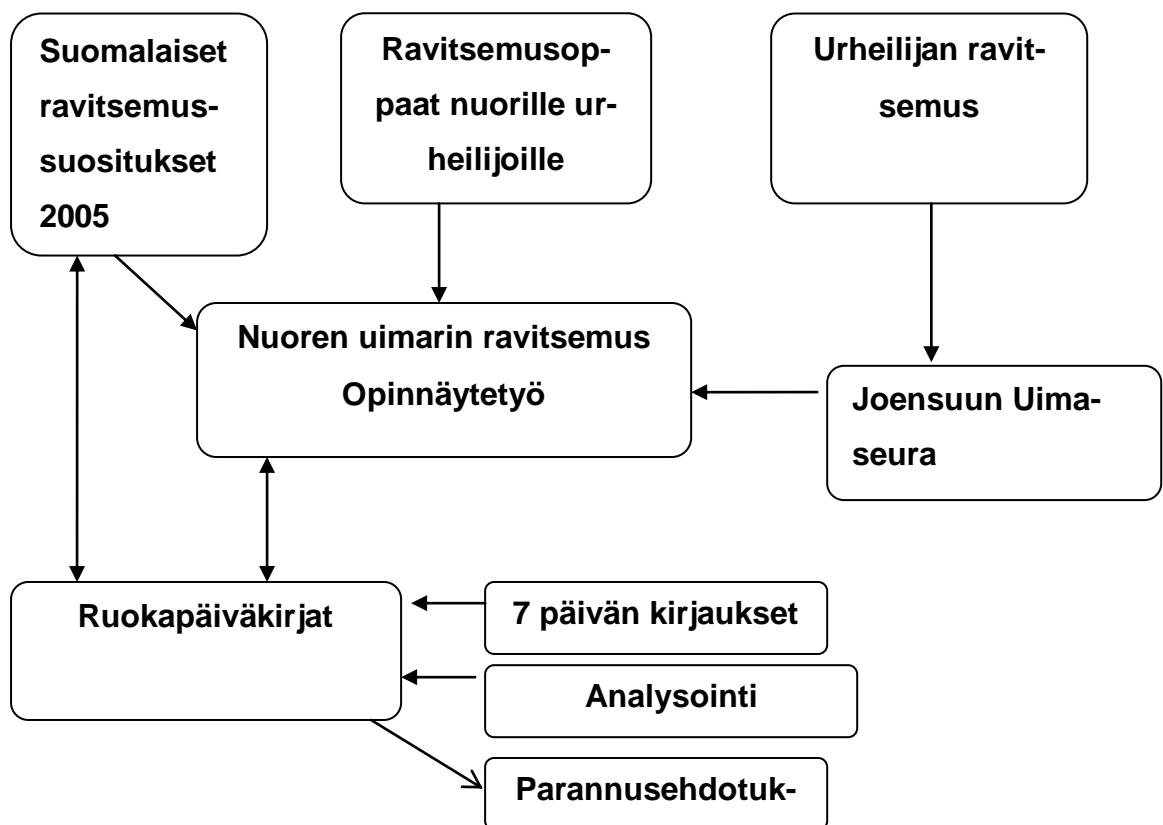 Suomalaiset
ravitsemus-
suositukset
2005
Ravitsemusop-
paat nuorille ur-
heilijoille
Urheilijan ravit-
semus
Nuoren uimarin ravitsemus
Opinnäytetyö
Joensuun Uima-
seura
Ruokapäiväkirjat
7 päivän kirjaukset
Analysointi
Parannusehdotuk-